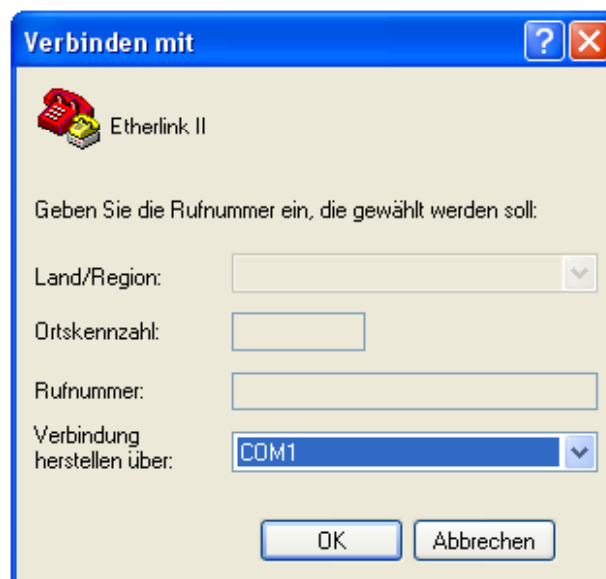 Verbinden mit
Etherlink II
Geben Sie die Rufnummer ein, die gewählt werden soll:
Land/Region:
Ortskennzahl:
Rufnummer:
Verbindung
herstellen über:
COM1
OK
Abbrechen